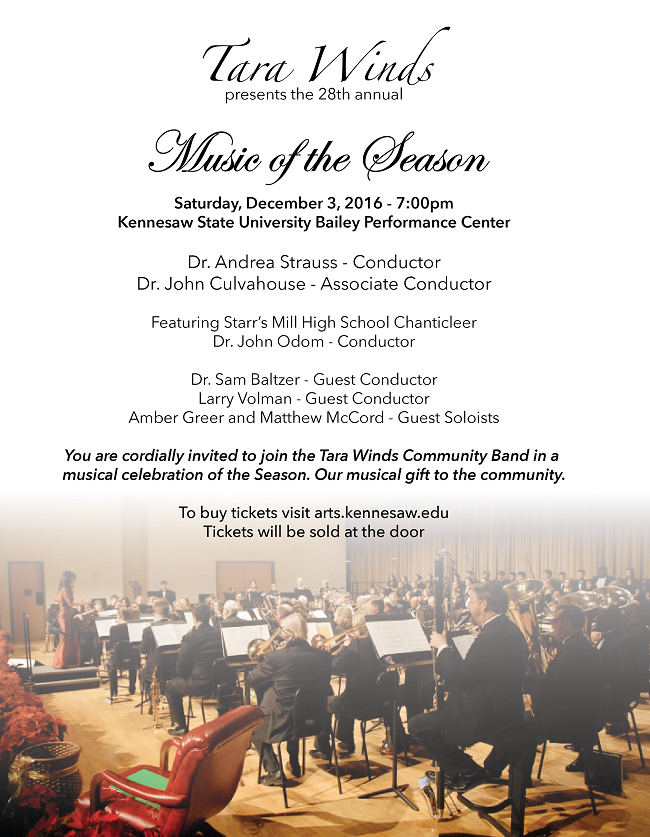 Tara Winds
presents the 28th annual
Music of the Season
Saturday, December 3, 2016 - 7:00pm
Kennesaw State University Bailey Performance Center
Dr. Andrea Strauss - Conductor
Dr. John Culvahouse - Associate Conductor
Featuring Starr's Mill High School Chanticleer
Dr. John Odom - Conductor
Dr. Sam Baltzer - Guest Conductor
Larry Volman - Guest Conductor
Amber Greer and Matthew McCord - Guest Soloists
You are cordially invited to join the Tara Winds Community Band in a
musical celebration of the Season. Our musical gift to the community.
To buy tickets visit arts.kennesaw.edu
Tickets will be sold at the door